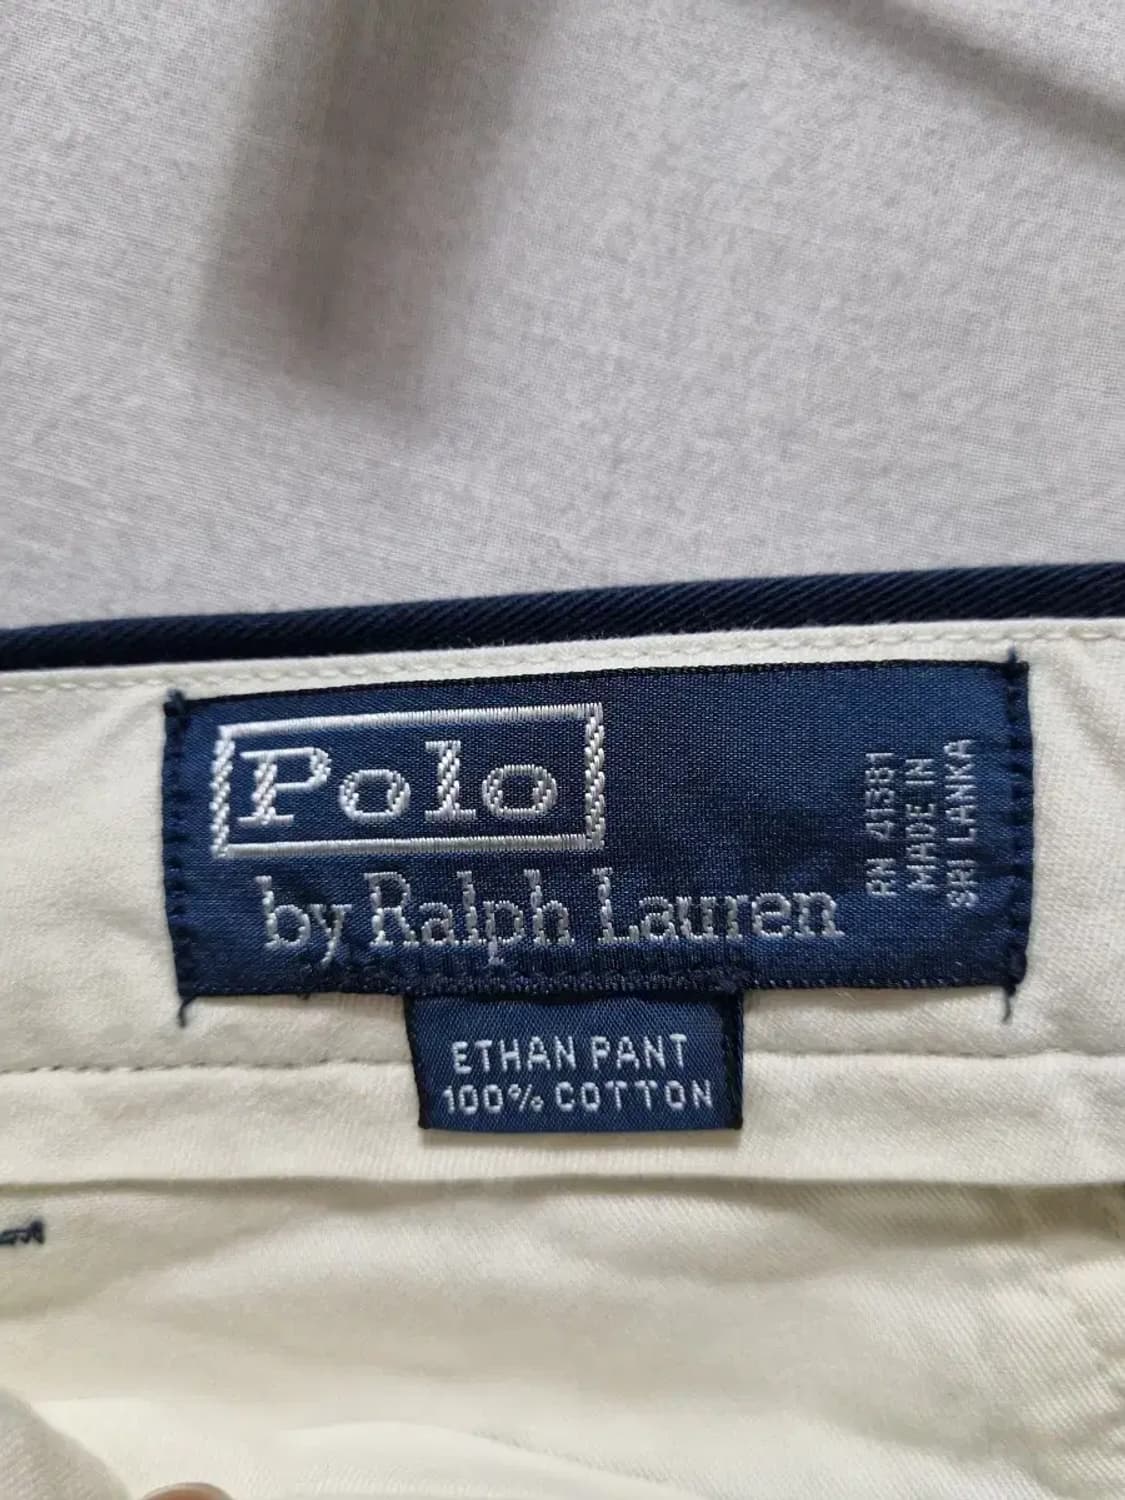 Polo
by Ralph Lauren
RN 41381
MADE IN
SRI LANKA
ETHAN PANT
100% COTTON